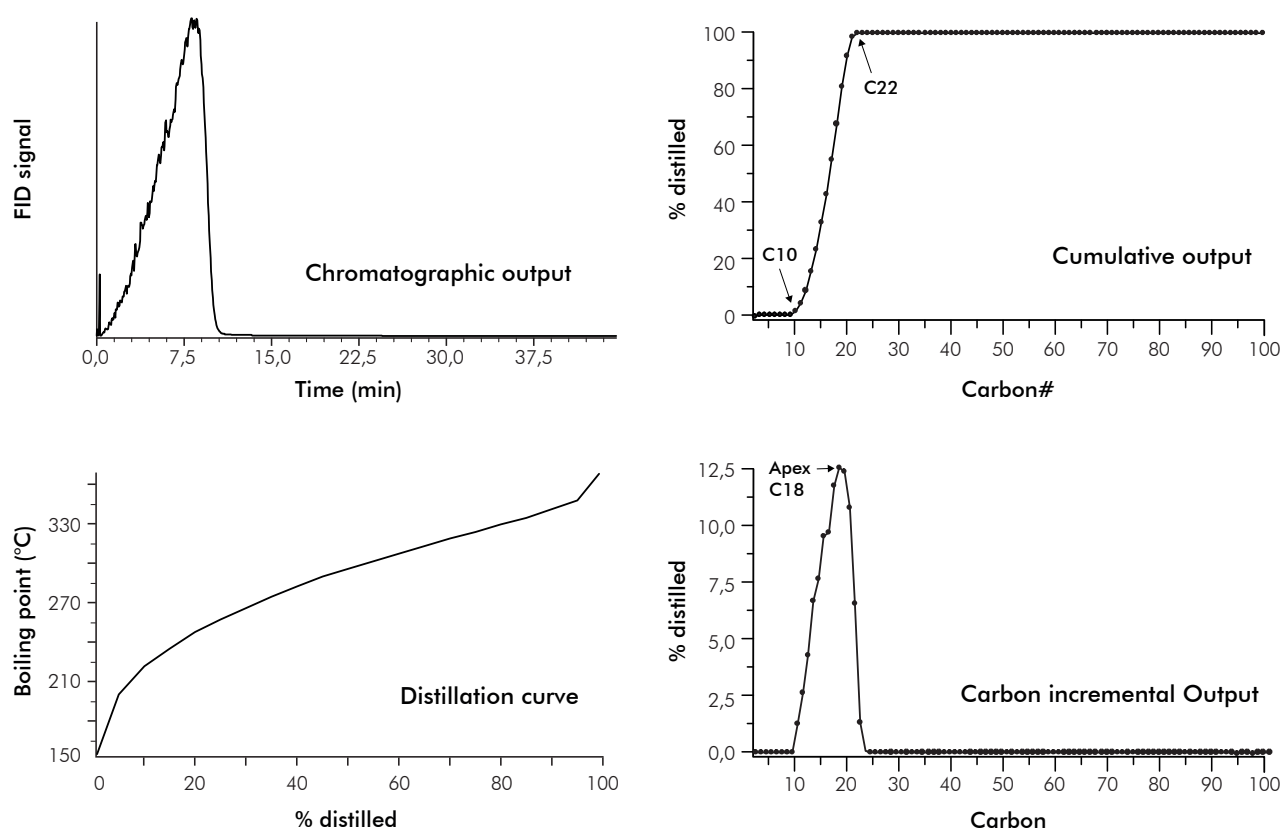 FID signal
Chromatographic output
0,0 7,5 15,0 22,5 30,0 37,5
Time (min)
% distilled
100
80
60
40
20
0
C22
C10
Cumulative output
10 20 30 40 50 60 70 80 90 100
Carbon#
Boiling point (°C)
330
270
210
150
Distillation curve
0 20 40 60 80 100
% distilled
% distilled
12,5
10,0
7,5
5,0
2,5
0,0
Apex
C18
Carbon incremental Output
10 20 30 40 50 60 70 80 90 100
Carbon